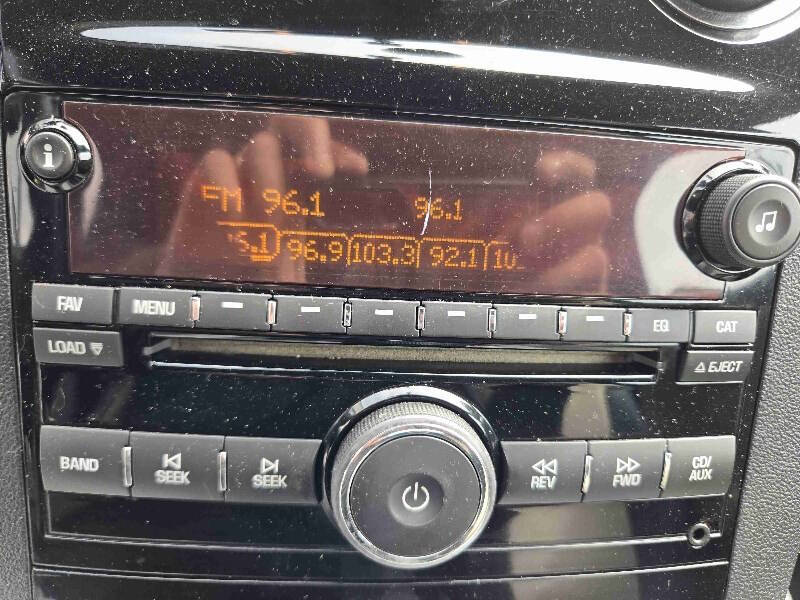 i
FM 96.1 96.1
96.9 103.3 92.1
FAV MENU EQ CAT
LOAD EJECT
BAND SEEK SEEK REV FWD CD/AUX